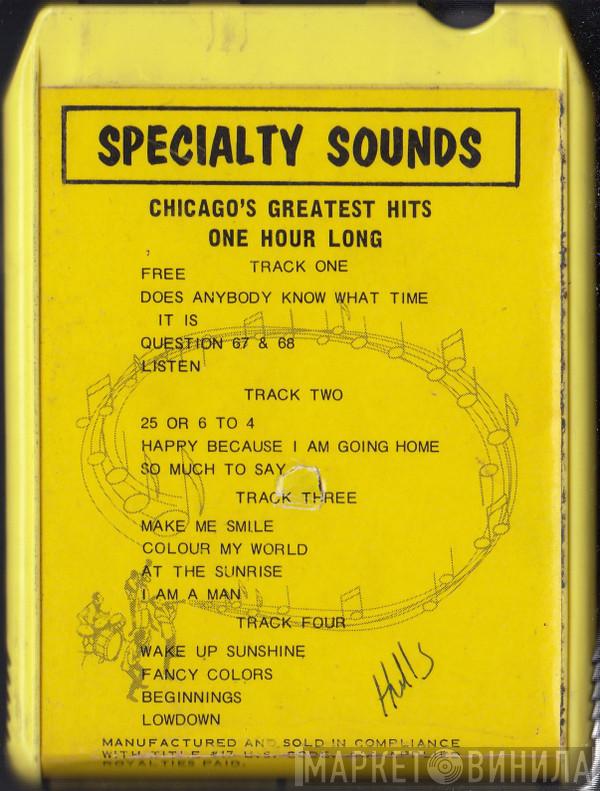 SPECIALTY SOUNDS
CHICAGO'S GREATEST HITS
ONE HOUR LONG
TRACK ONE
FREE
DOES ANYBODY KNOW WHAT TIME
IT IS
QUESTION 67 & 68
LISTEN
TRACK TWO
25 OR 6 TO 4
HAPPY BECAUSE I AM GOING HOME
SO MUCH TO SAY
TRACK THREE
MAKE ME SMILE
COLOUR MY WORLD
AT THE SUNRISE
I AM A MAN
TRACK FOUR
WAKE UP SUNSHINE
FANCY COLORS
BEGINNINGS
LOWDOWN
Hills
MANUFACTURED AND SOLD IN COMPLIANCE
WITH TITLE #17 U.S. CODE.
ROYALTIES PAID.
МАРКЕТ ВИНИЛА